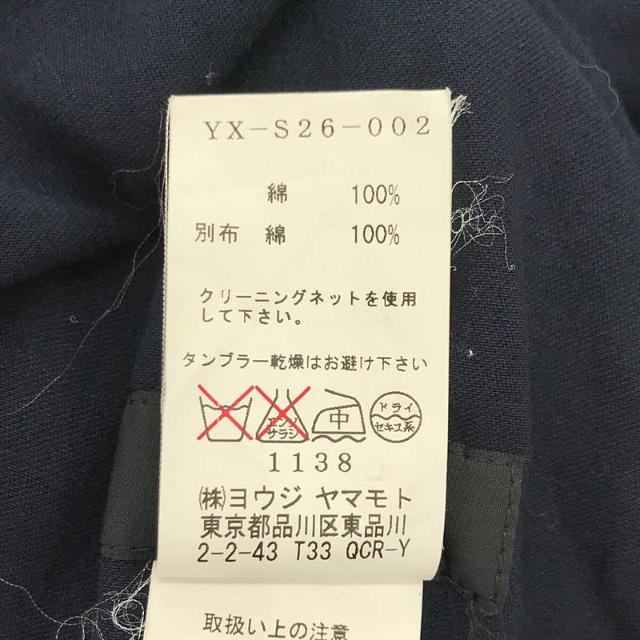 YX-S26-002
綿 100%
別布 綿 100%
クリーニングネットを使用
して下さい。
タンブラー乾燥はお避け下さい
エンソ
サラシ
中
ドライ
セキユ系
1138
㈱ヨウジ ヤマモト
東京都品川区東品川
2-2-43 T33 QCR-Y
取扱い上の注意